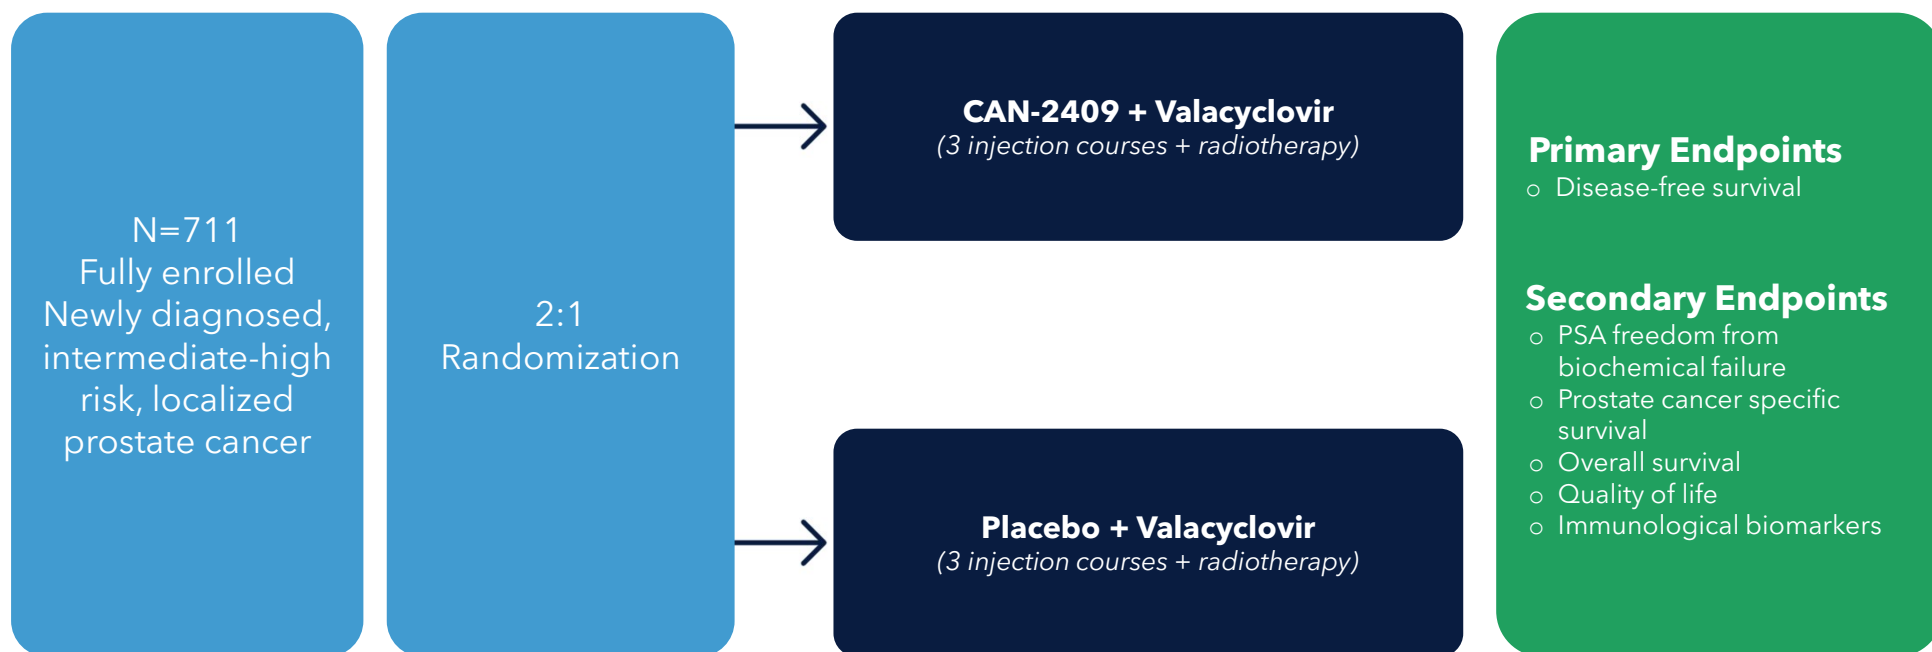 N=711
Fully enrolled
Newly diagnosed,
intermediate-high
risk, localized
prostate cancer
2:1
Randomization
CAN-2409 + Valacyclovir
(3 injection courses + radiotherapy)
Placebo + Valacyclovir
(3 injection courses + radiotherapy)
Primary Endpoints
○ Disease-free survival
Secondary Endpoints
○ PSA freedom from
biochemical failure
○ Prostate cancer specific
survival
○ Overall survival
○ Quality of life
○ Immunological biomarkers